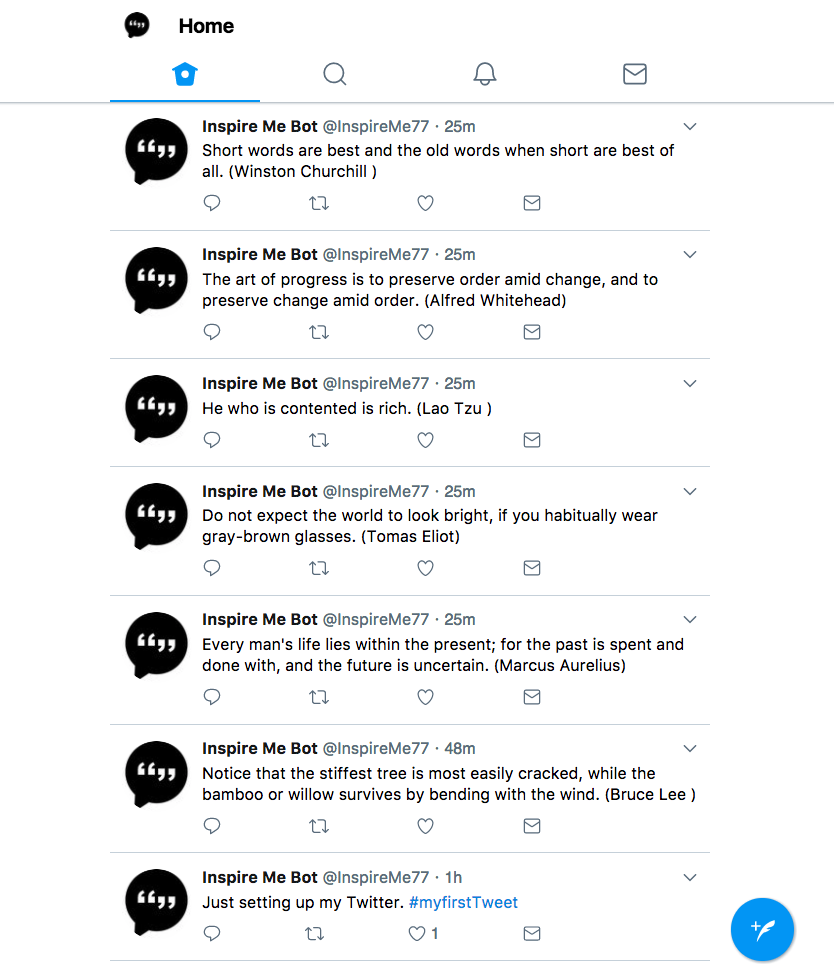 Home
Inspire Me Bot @InspireMe77 · 25m
Short words are best and the old words when short are best of
all. (Winston Churchill )
Inspire Me Bot @InspireMe77 · 25m
The art of progress is to preserve order amid change, and to
preserve change amid order. (Alfred Whitehead)
Inspire Me Bot @InspireMe77 · 25m
He who is contented is rich. (Lao Tzu )
Inspire Me Bot @InspireMe77 · 25m
Do not expect the world to look bright, if you habitually wear
gray-brown glasses. (Tomas Eliot)
Inspire Me Bot @InspireMe77 · 25m
Every man's life lies within the present; for the past is spent and
done with, and the future is uncertain. (Marcus Aurelius)
Inspire Me Bot @InspireMe77 · 48m
Notice that the stiffest tree is most easily cracked, while the
bamboo or willow survives by bending with the wind. (Bruce Lee )
Inspire Me Bot @InspireMe77 · 1h
Just setting up my Twitter. #myfirstTweet
1